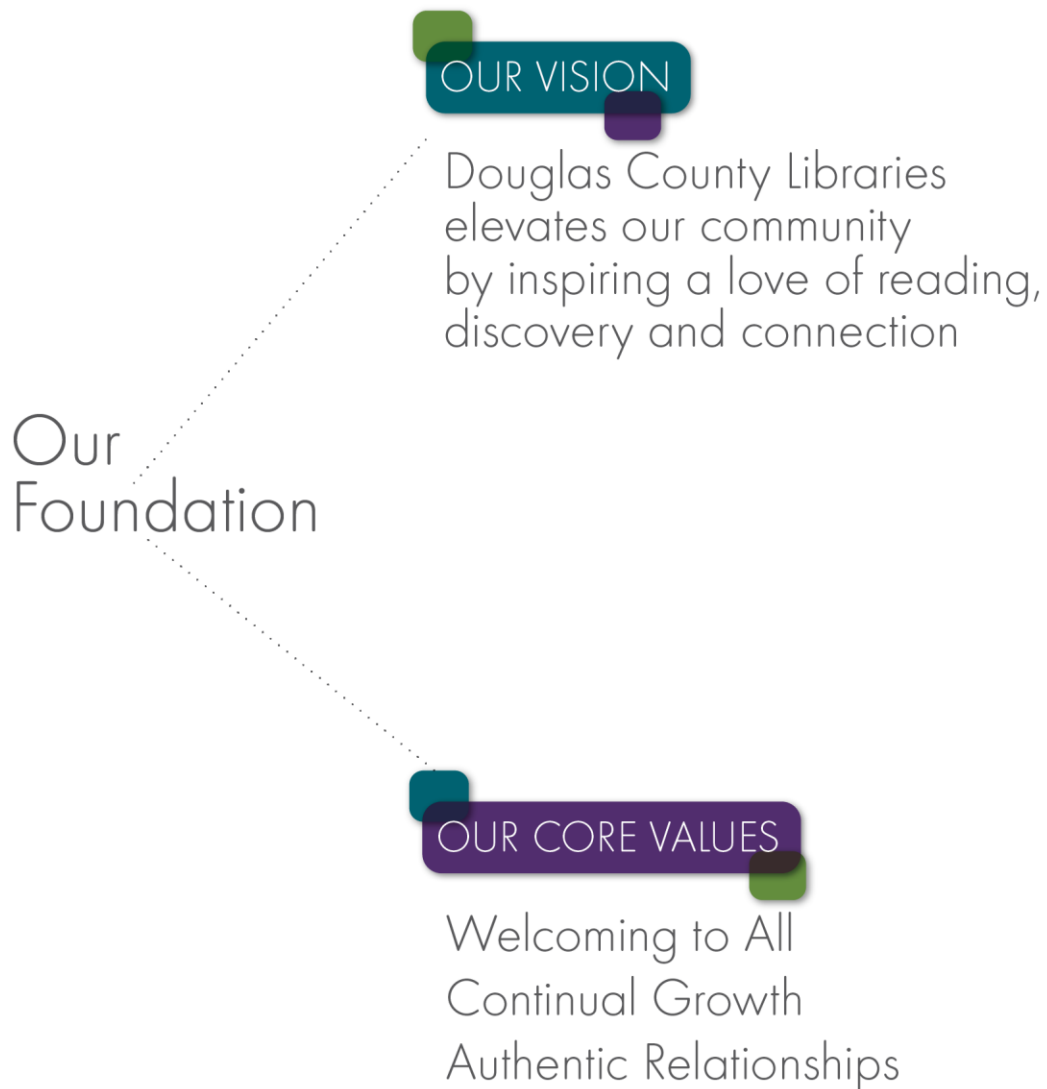 OUR VISION
Douglas County Libraries
elevates our community
by inspiring a love of reading,
discovery and connection
Our
Foundation
OUR CORE VALUES
Welcoming to All
Continual Growth
Authentic Relationships